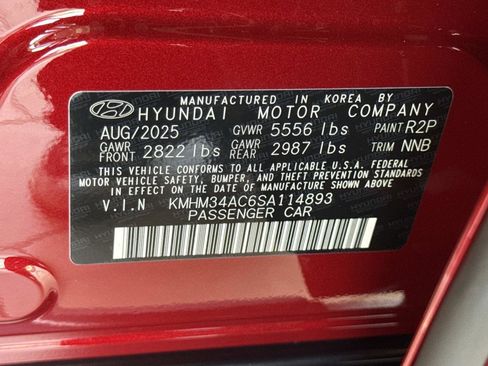 MANUFACTURED IN KOREA BY
HYUNDAI MOTOR COMPANY
AUG/2025 GVWR 5556 lbs PAINT R2P
GAWR FRONT 2822 lbs GAWR REAR 2987 lbs TRIM NNB
THIS VEHICLE CONFORMS TO ALL APPLICABLE U.S.A. FEDERAL
MOTOR VEHICLE SAFETY, BUMPER, AND THEFT PREVENTION STANDARDS
IN EFFECT ON THE DATE OF MANUFACTURE SHOWN ABOVE.
V.I.N KMHM34AC6SA114893
PASSENGER CAR